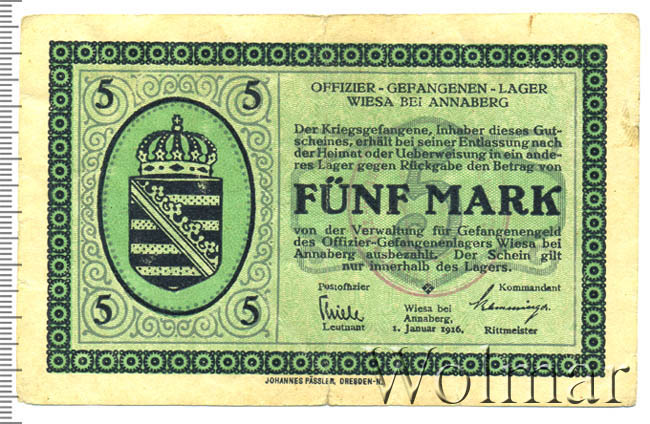 5 5
OFFIZIER - GEFANGENEN - LAGER
WIESA BEI ANNABERG
Der Kriegsgefangene, Inhaber dieses Gut-
scheines, erhält bei seiner Entlassung nach
der Heimat oder Ueberweisung in ein ande-
res Lager gegen Rückgabe den Betrag von
FÜNF MARK
von der Verwaltung für Gefangenengeld
des Offizier-Gefangenenlagers Wiesa bei
Annaberg ausbezahlt. Der Schein gilt
nur innerhalb des Lagers.
Postoffizier Kommandant
Thiele
Wiesa bei
Annaberg,
Leutnant 1. Januar 1916. Rittmeister
5 5
JOHANNES PÄSSLER, DRESDEN-N.
Wolmar